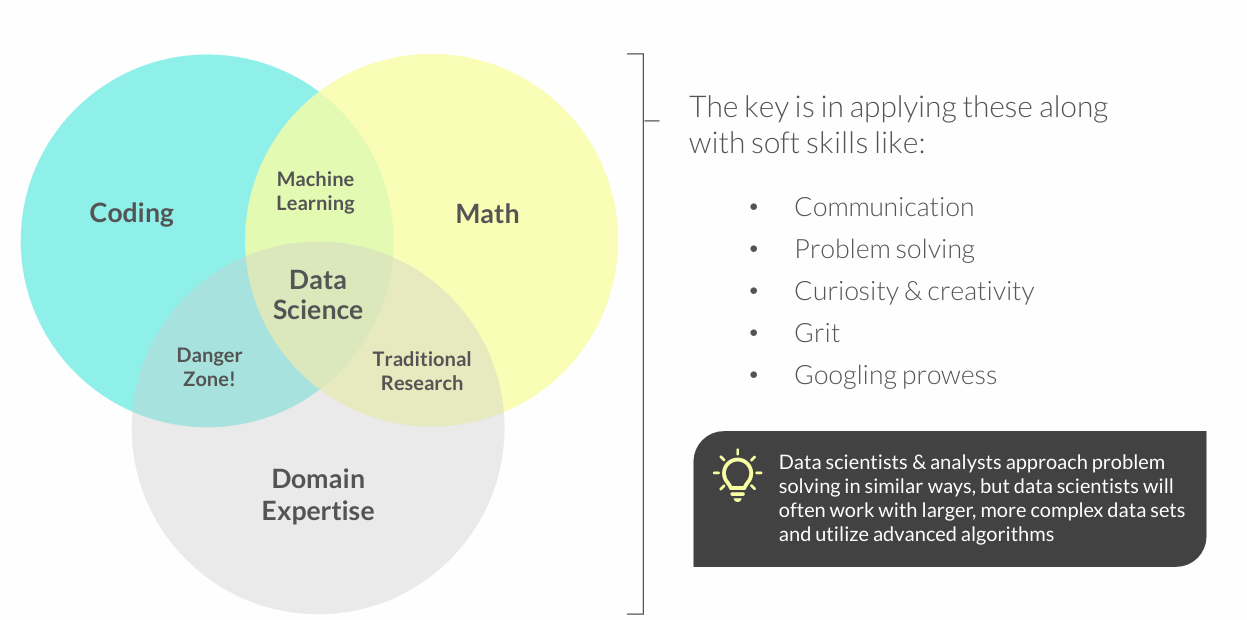 Coding
Machine
Learning
Math
Data
Science
Danger
Zone!
Traditional
Research
Domain
Expertise
The key is in applying these along
with soft skills like:
• Communication
• Problem solving
• Curiosity & creativity
• Grit
• Googling prowess
Data scientists & analysts approach problem
solving in similar ways, but data scientists will
often work with larger, more complex data sets
and utilize advanced algorithms